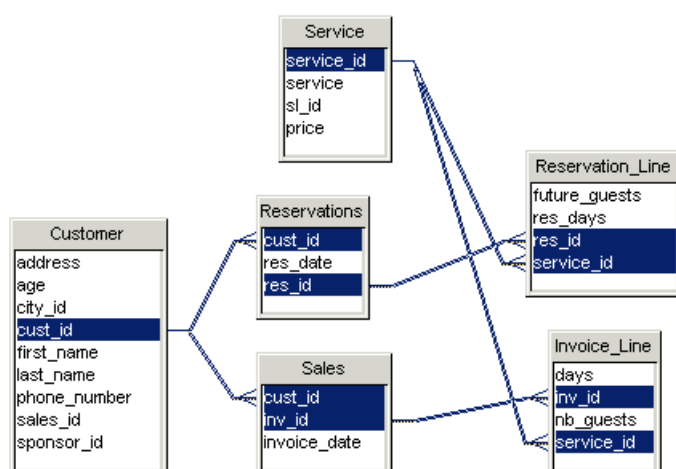 Service
service_id
service
sl_id
price
Reservation_Line
future_guests
res_days
res_id
service_id
Reservations
cust_id
res_date
res_id
Customer
address
age
city_id
cust_id
first_name
last_name
phone_number
sales_id
sponsor_id
Sales
cust_id
inv_id
invoice_date
Invoice_Line
days
inv_id
nb_guests
service_id